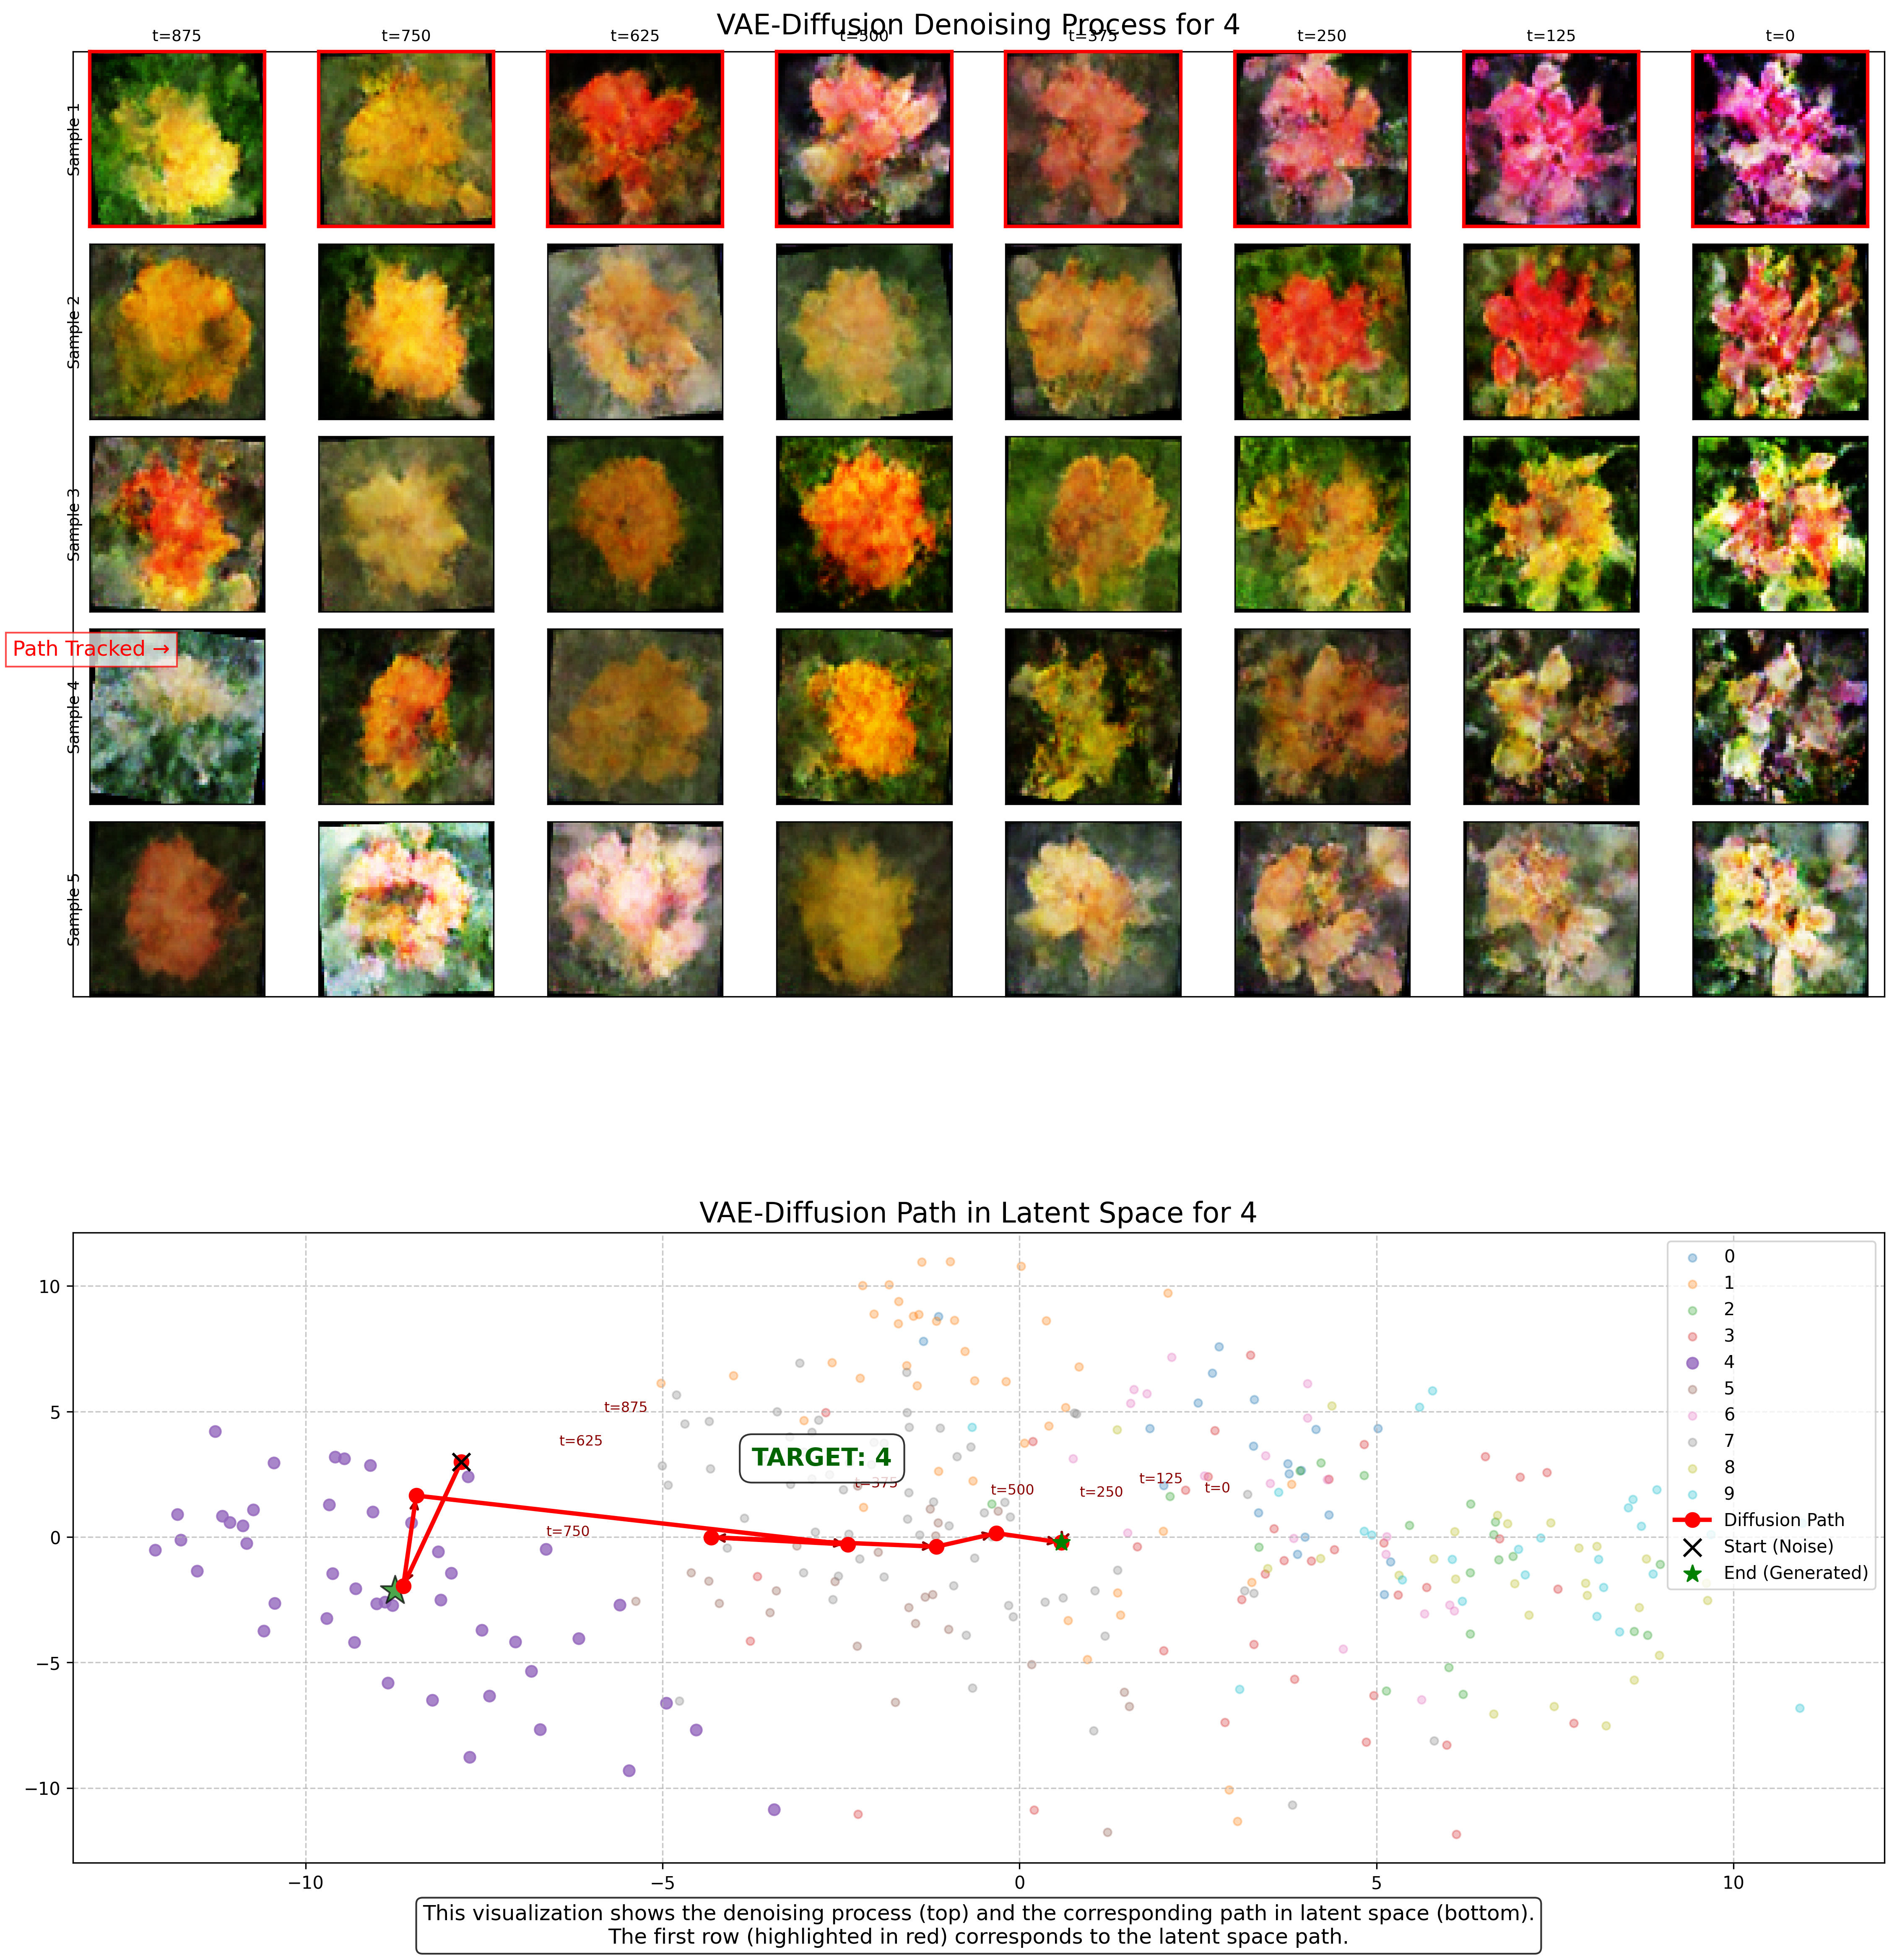 VAE-Diffusion Denoising Process for 4
t=875
t=750
t=625
t=500
t=375
t=250
t=125
t=0
Sample 1
Sample 2
Sample 3
Path Tracked →
Sample 4
Sample 5
VAE-Diffusion Path in Latent Space for 4
10
5
0
−5
−10
t=875
t=625
TARGET: 4
t=375
t=500
t=250
t=125
t=0
t=750
0
1
2
3
4
5
6
7
8
9
Diffusion Path
Start (Noise)
End (Generated)
−10
−5
0
5
10
This visualization shows the denoising process (top) and the corresponding path in latent space (bottom).
The first row (highlighted in red) corresponds to the latent space path.